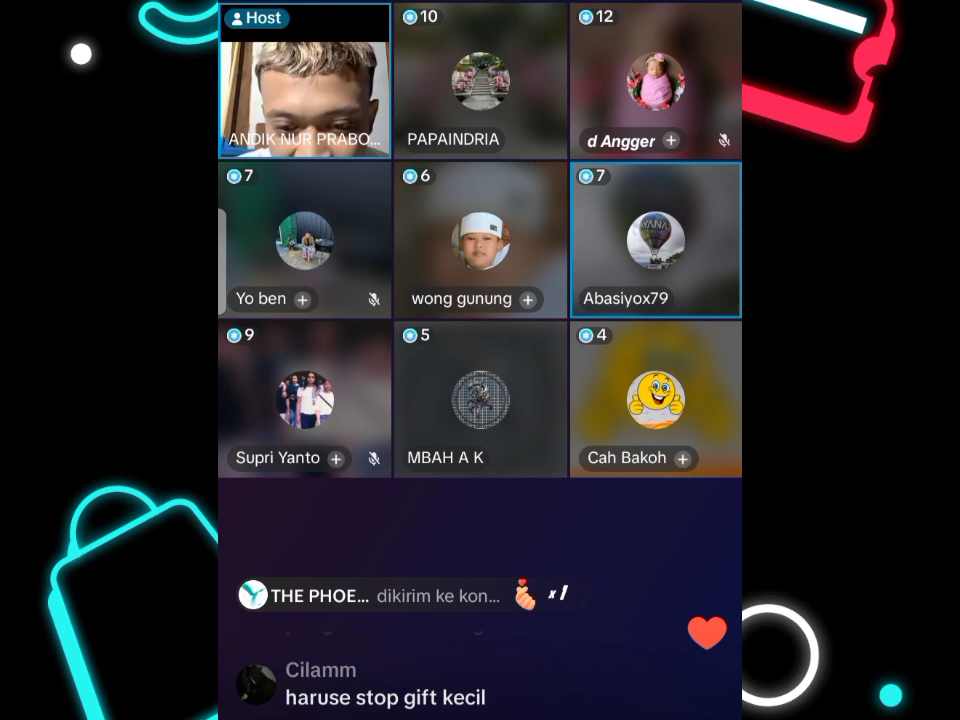 Host
10
12
ANDIK NUR PRABO...
PAPAINDRIA
d Angger
7
6
7
YANA
Yo ben
wong gunung
Abasiyox79
9
5
4
Supri Yanto
MBAH A K
Cah Bakoh
THE PHOE... dikirim ke kon... x1
Cilamm
haruse stop gift kecil